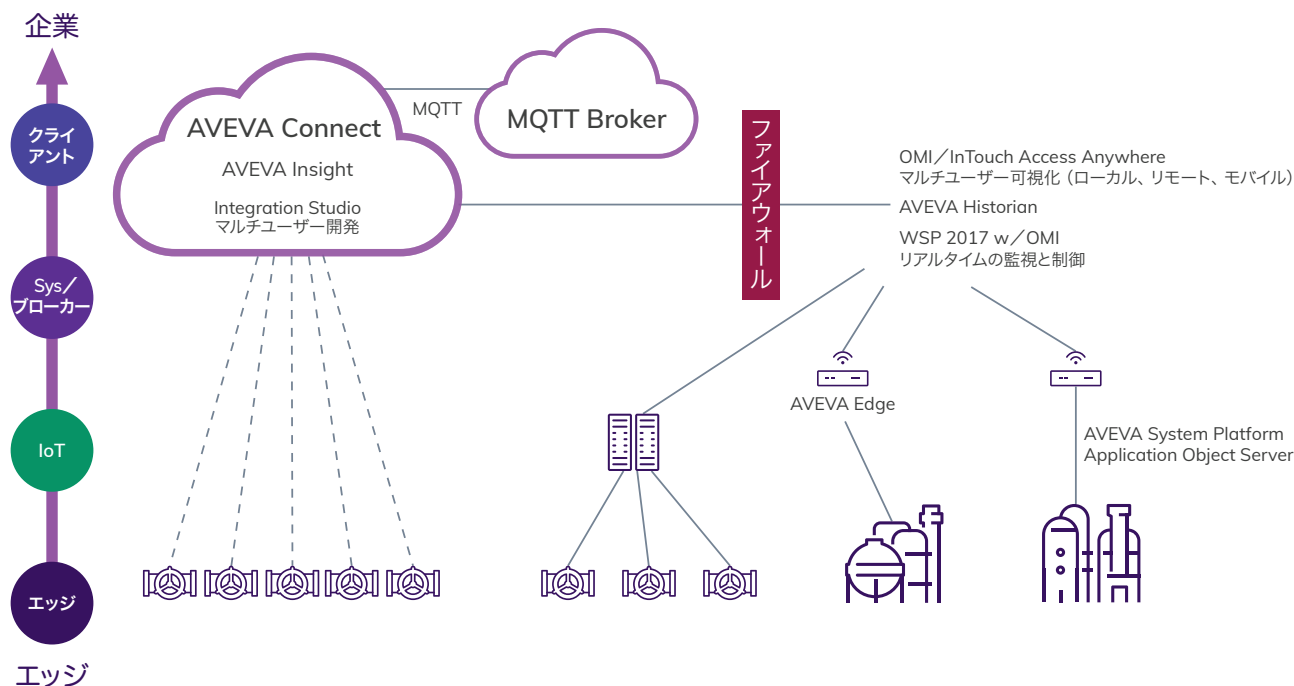 企業
クライ
アント
Sys／
ブローカー
IoT
エッジ
エッジ
AVEVA Connect
AVEVA Insight
Integration Studio
マルチユーザー開発
MQTT
MQTT Broker
ファイアウォール
OMI／InTouch Access Anywhere
マルチユーザー可視化（ローカル、リモート、モバイル）
AVEVA Historian
WSP 2017 w／OMI
リアルタイムの監視と制御
AVEVA Edge
AVEVA System Platform
Application Object Server